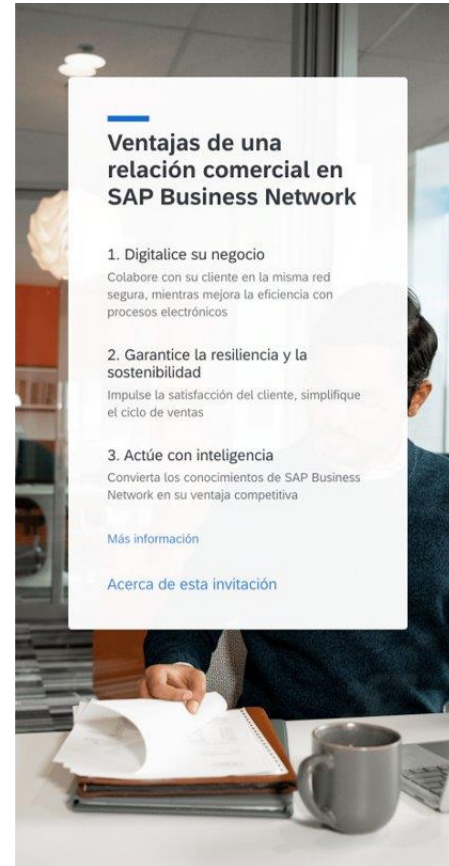 Ventajas de una
relación comercial en
SAP Business Network
1. Digitalice su negocio
Colabore con su cliente en la misma red
segura, mientras mejora la eficiencia con
procesos electrónicos
2. Garantice la resiliencia y la
sostenibilidad
Impulse la satisfacción del cliente, simplifique
el ciclo de ventas
3. Actúe con inteligencia
Convierta los conocimientos de SAP Business
Network en su ventaja competitiva
Más información
Acerca de esta invitación